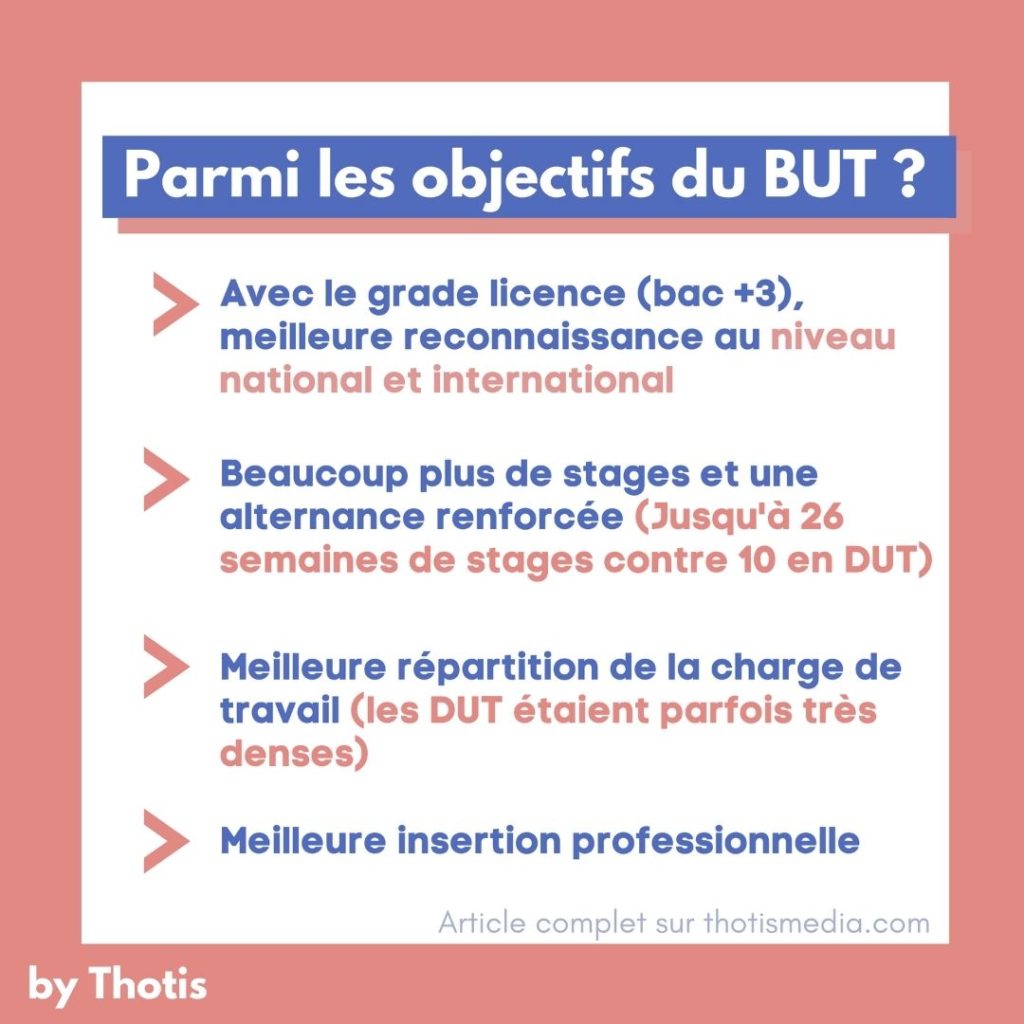 Parmi les objectifs du BUT ?
Avec le grade licence (bac +3),
meilleure reconnaissance au niveau
national et international
Beaucoup plus de stages et une
alternance renforcée (Jusqu'à 26
semaines de stages contre 10 en DUT)
Meilleure répartition de la charge de
travail (les DUT étaient parfois très
denses)
Meilleure insertion professionnelle
Article complet sur thotismedia.com
by Thotis